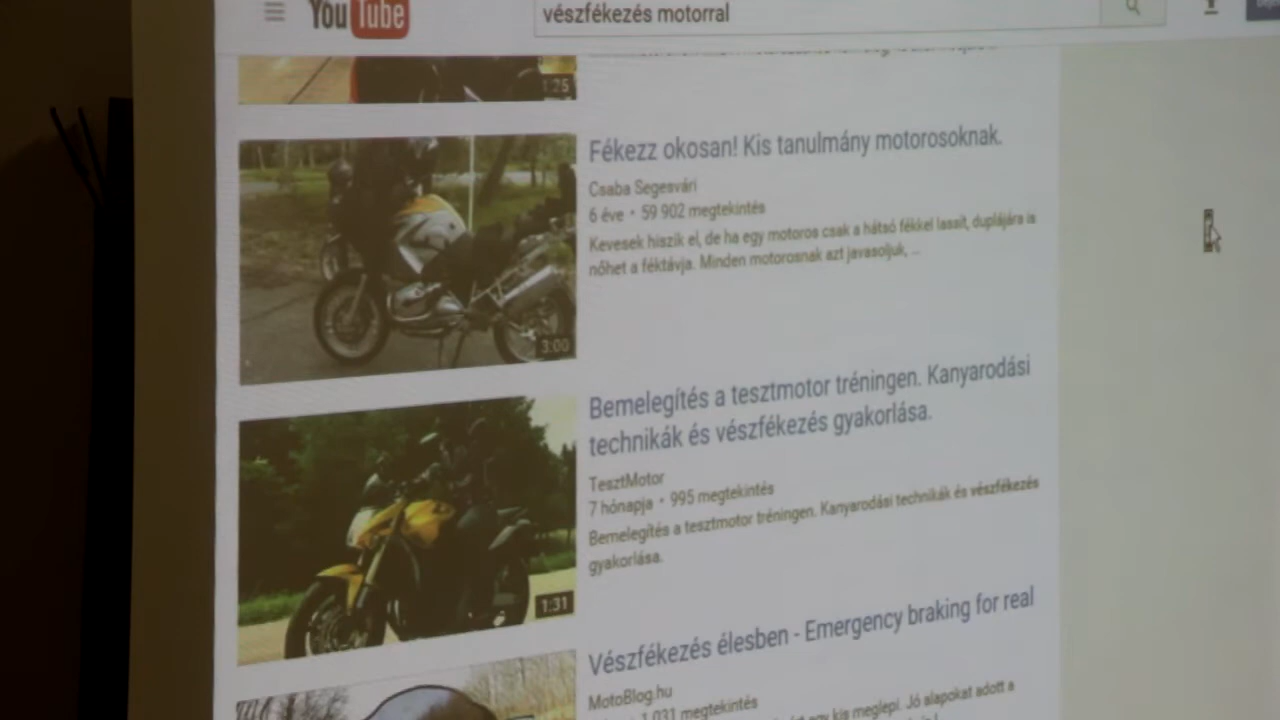 YouTube
vészfékezés motorral
1:25
Fékezz okosan! Kis tanulmány motorosoknak.
Csaba Segesvári
6 éve • 59 902 megtekintés
Kevesek hiszik el, de ha egy motoros csak a hátsó fékkel lassít, duplájára is
nőhet a féktávja. Minden motorosnak azt javasoljuk, ...
3:00
Bemelegítés a tesztmotor tréningen. Kanyarodási
technikák és vészfékezés gyakorlása.
TesztMotor
7 hónapja • 995 megtekintés
Bemelegítés a tesztmotor tréningen. Kanyarodási technikák és vészfékezés
gyakorlása.
1:31
Vészfékezés élesben - Emergency braking for real
MotoBlog.hu
1 031 megtekintés
egy kis meglepi. Jó alapokat adott a